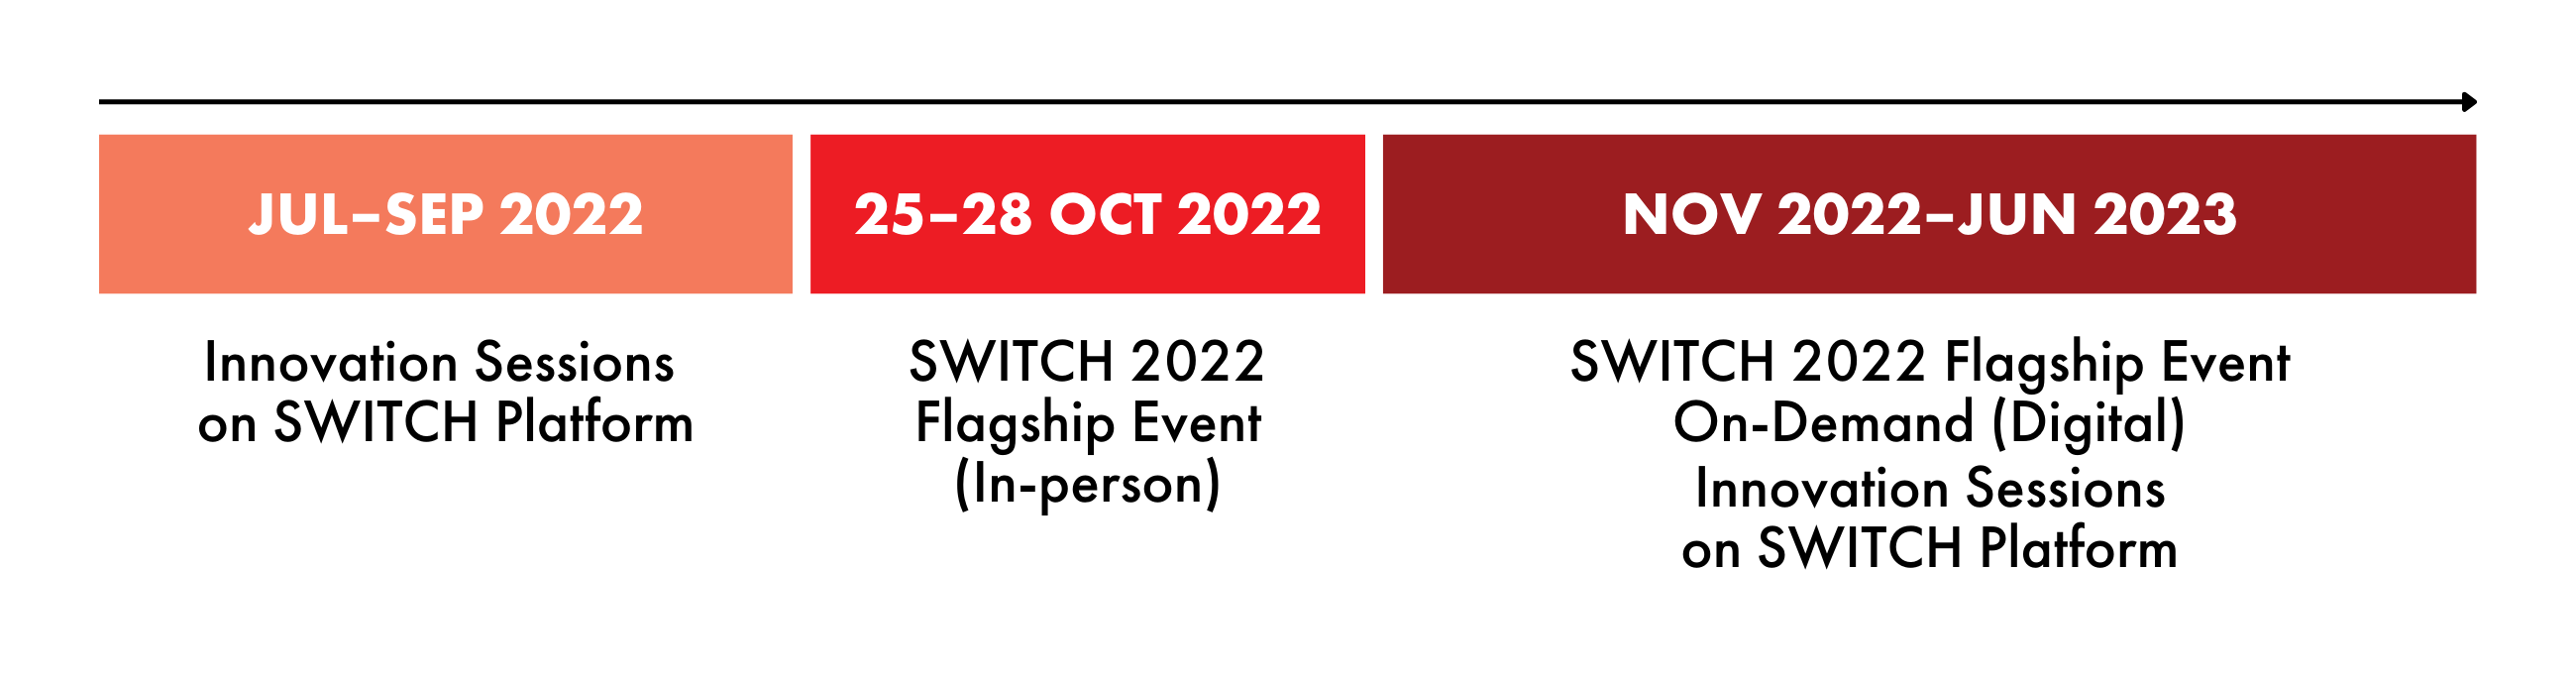 JUL–SEP 2022
Innovation Sessions
on SWITCH Platform
25–28 OCT 2022
SWITCH 2022
Flagship Event
(In-person)
NOV 2022–JUN 2023
SWITCH 2022 Flagship Event
On-Demand (Digital)
Innovation Sessions
on SWITCH Platform